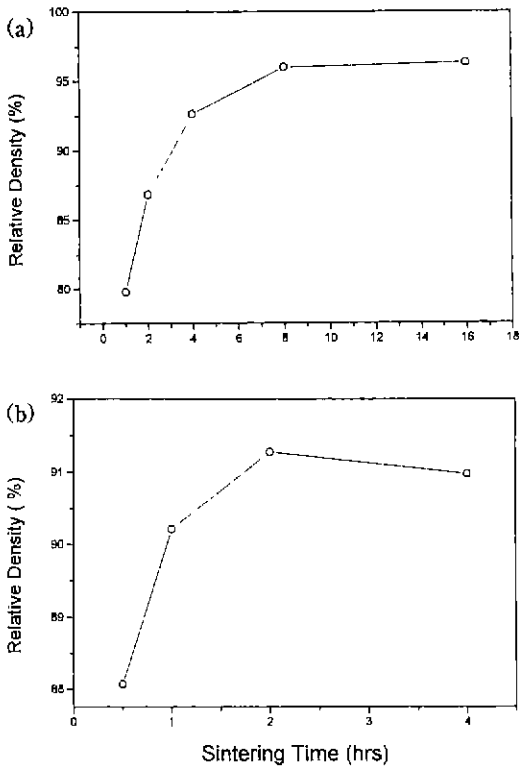 (a)
100
95
90
85
80
Relative Density (%)
0 2 4 6 8 10 12 14 16 18
(b)
92
91
90
89
88
Relative Density ( %)
0 1 2 3 4
Sintering Time (hrs)